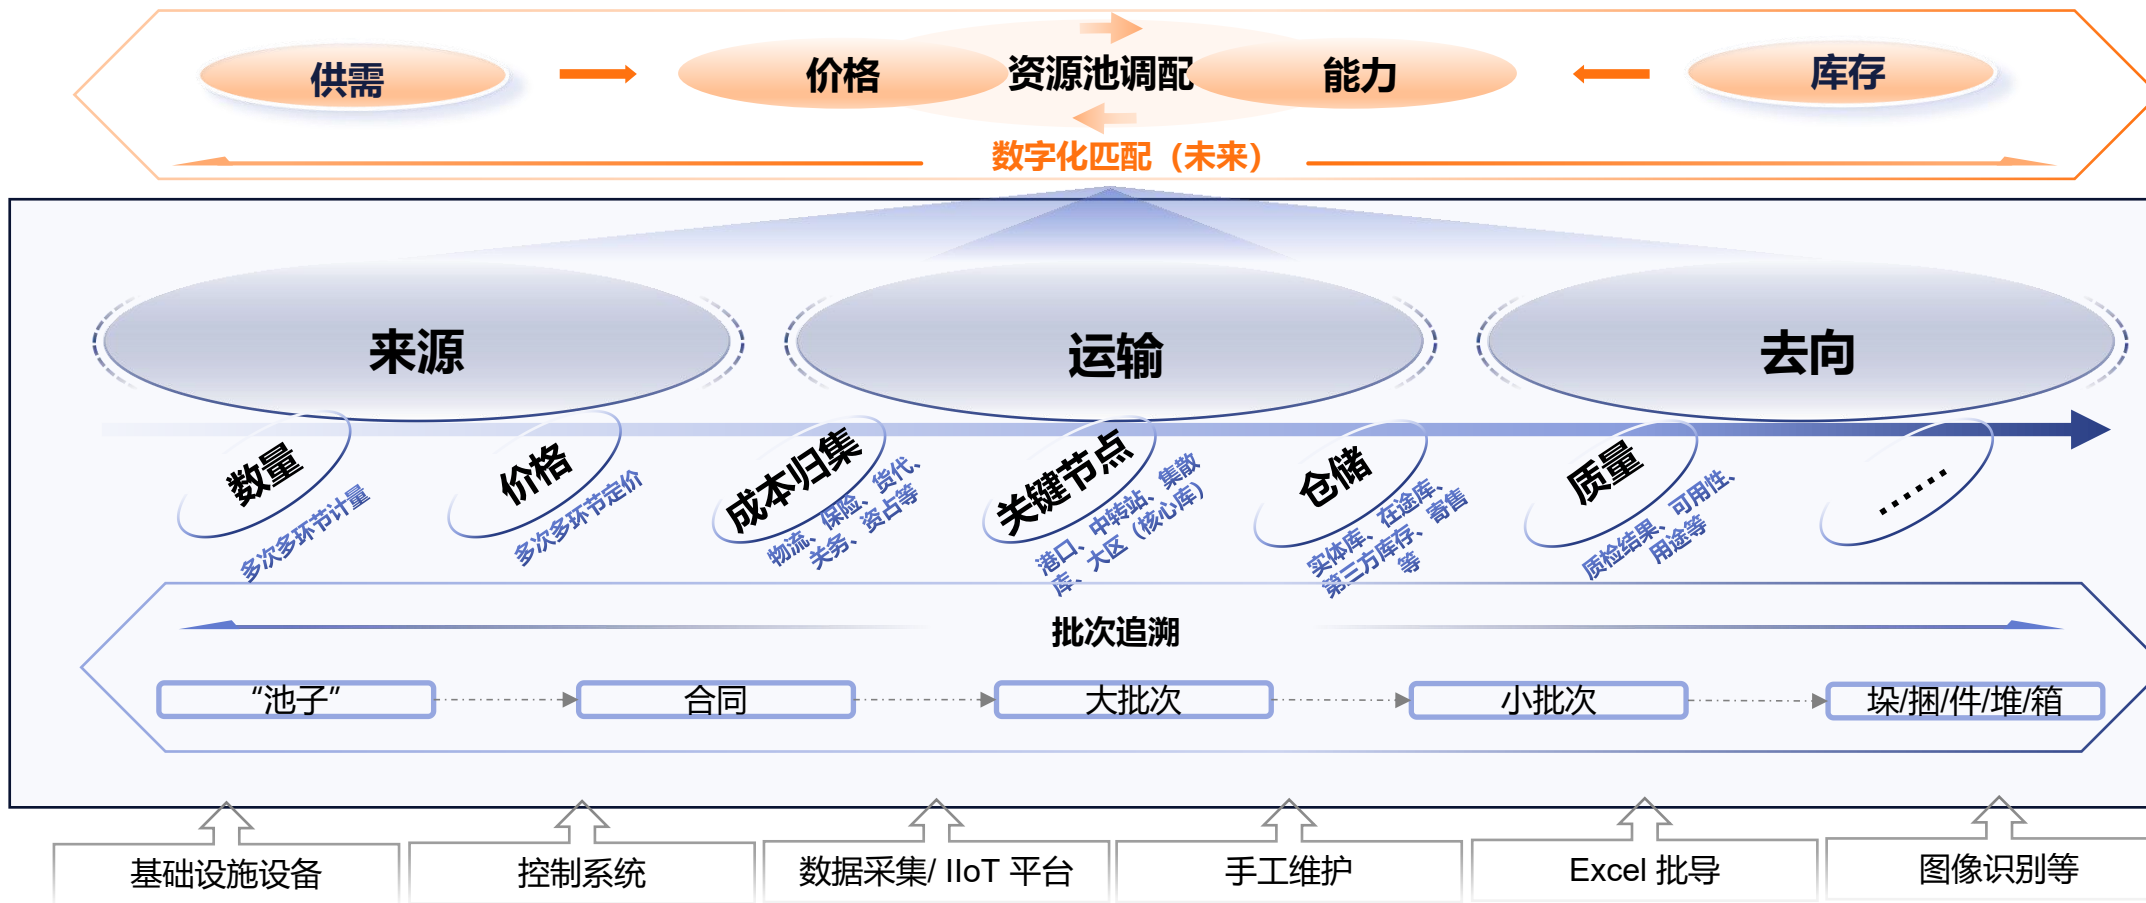 供需
价格
资源池调配
能力
库存
数字化匹配（未来）
来源
运输
去向
数量
多次多环节计量
价格
多次多环节定价
成本归集
物流、保险、货代、
关务、资占等
关键节点
港口、中转站、集散
库、大区（核心库）
仓储
实体库、在途库、
第三方库存、寄售
等
质量
质检结果、可用性、
用途等
……
批次追溯
“池子”
合同
大批次
小批次
垛/捆/件/堆/箱
基础设施设备
控制系统
数据采集/ IIoT 平台
手工维护
Excel 批导
图像识别等